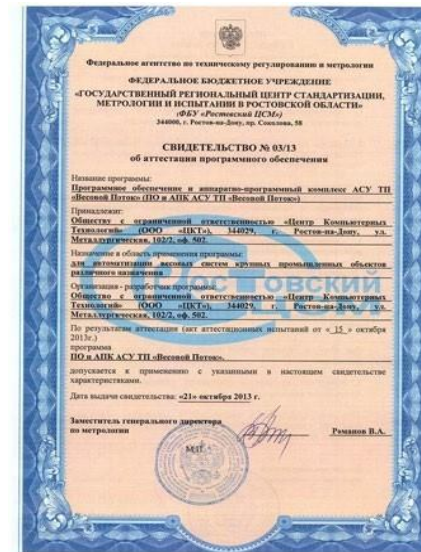 Федеральное агентство по техническому регулированию и метрологии
ФЕДЕРАЛЬНОЕ БЮДЖЕТНОЕ УЧРЕЖДЕНИЕ
«ГОСУДАРСТВЕННЫЙ РЕГИОНАЛЬНЫЙ ЦЕНТР СТАНДАРТИЗАЦИИ,
МЕТРОЛОГИИ И ИСПЫТАНИЙ В РОСТОВСКОЙ ОБЛАСТИ»
(ФБУ «Ростовский ЦСМ»)
344000, г. Ростов-на-Дону, пр. Соколова, 58
СВИДЕТЕЛЬСТВО № 03/13
об аттестации программного обеспечения
Название программы:
Программное обеспечение и аппаратно-программный комплекс АСУ ТП
«Весовой Поток» (ПО и АПК АСУ ТП «Весовой Поток»)
Принадлежит:
Обществу с ограниченной ответственностью «Центр Компьютерных
Технологий» (ООО «ЦКТ»), 344029, г. Ростов-на-Дону, ул.
Металлургическая, 102/2, оф. 502.
Назначение и область применения программы:
для автоматизации весовых систем крупных промышленных объектов
различного назначения
Организация - разработчик программы:
Общество с ограниченной ответственностью «Центр Компьютерных
Технологий» (ООО «ЦКТ»), 344029, г. Ростов-на-Дону, ул.
Металлургическая, 102/2, оф. 502.
По результатам аттестации (акт аттестационных испытаний от « 15 » октября
2013г.)
программа
ПО и АПК АСУ ТП «Весовой Поток».
допускается к применению с указанными в настоящем свидетельстве
характеристиками.
Дата выдачи свидетельства: «21» октября 2013 г.
Заместитель генерального директора
по метрологии
Романов В.А.
М.П.